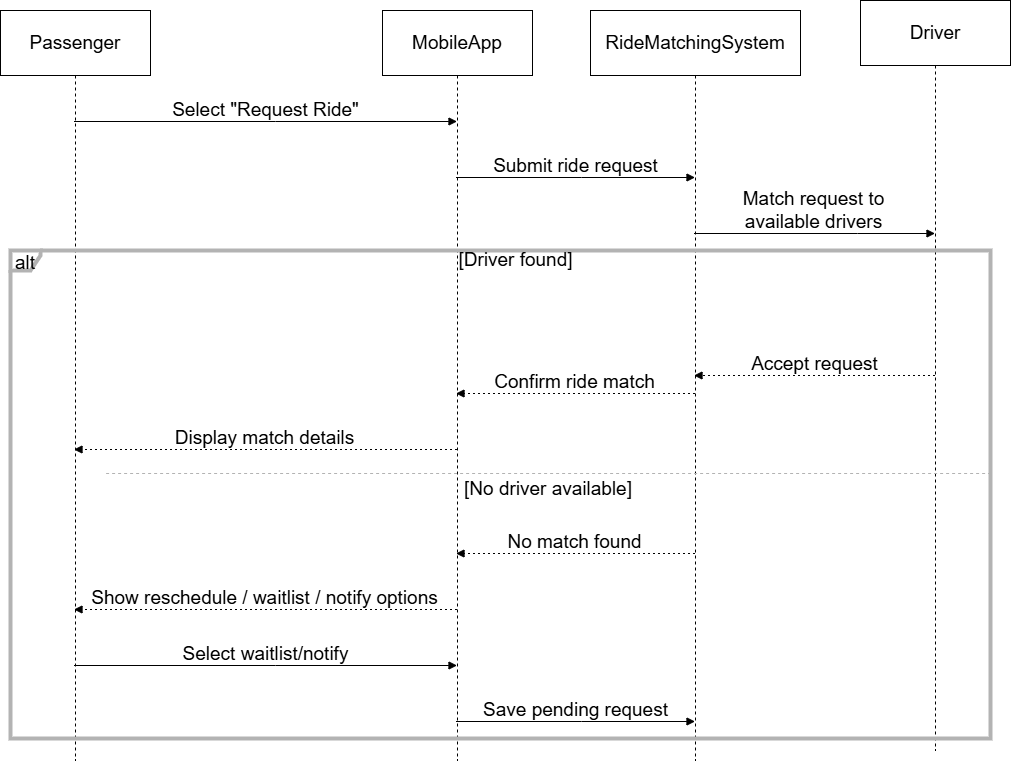 Passenger
MobileApp
RideMatchingSystem
Driver
Select "Request Ride"
Submit ride request
Match request to
available drivers
alt
[Driver found]
Accept request
Confirm ride match
Display match details
[No driver available]
No match found
Show reschedule / waitlist / notify options
Select waitlist/notify
Save pending request